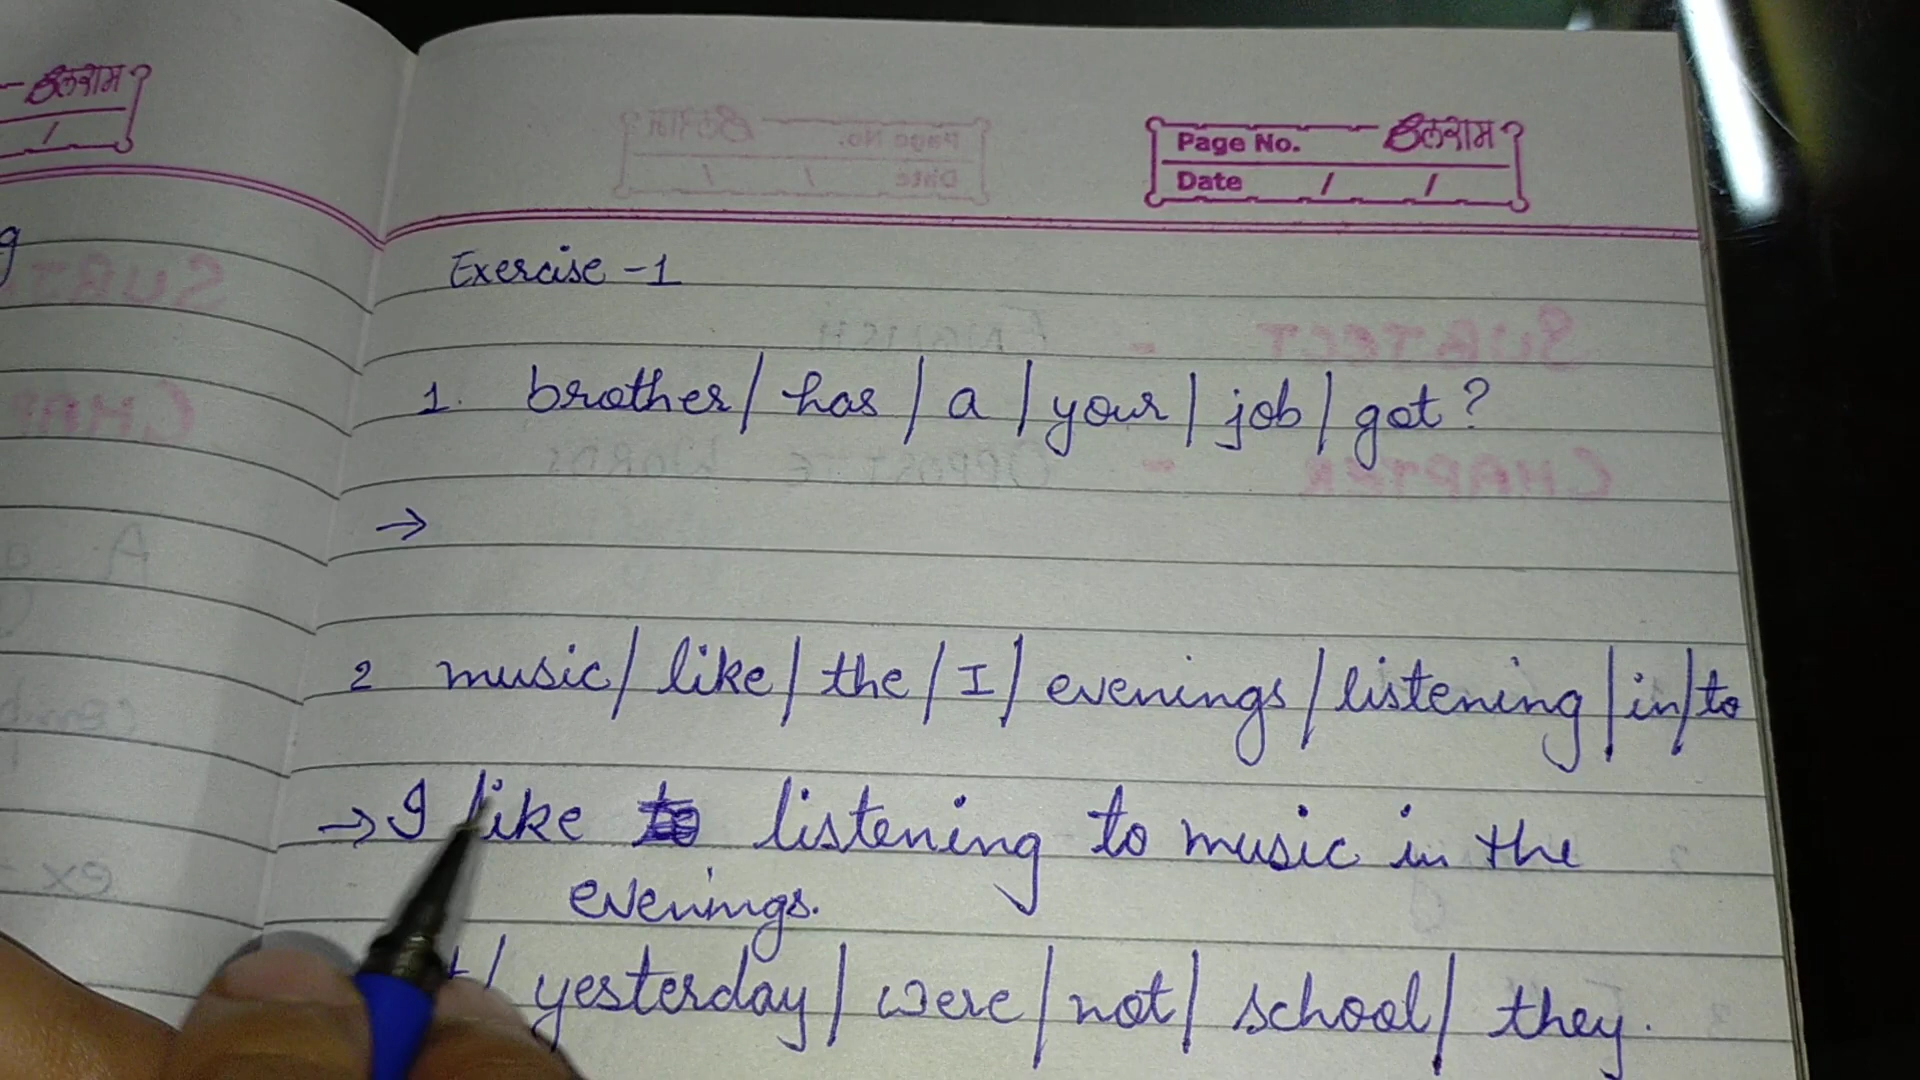 Page No. बलराम
Date / /
Exercise - 1
1. brother / has / a / your / job / got?
→
2 music / like / the / I / evenings / listening / in / to
→ I like listening to music in the
evenings.
/ yesterday / were / not / school / they.